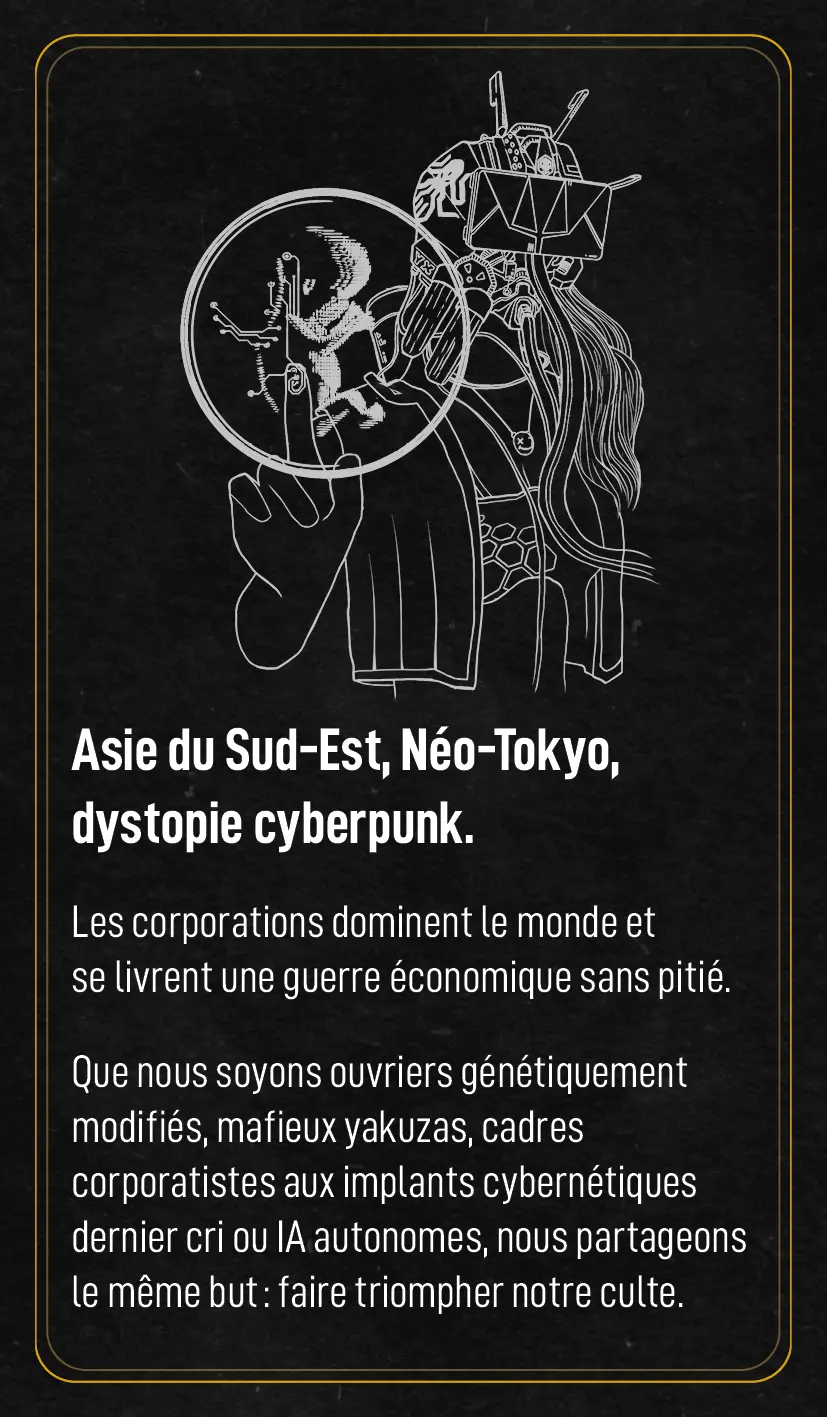 Asie du Sud-Est, Néo-Tokyo,
dystopie cyberpunk.
Les corporations dominent le monde et
se livrent une guerre économique sans pitié.
Que nous soyons ouvriers génétiquement
modifiés, mafieux yakuzas, cadres
corporatistes aux implants cybernétiques
dernier cri ou IA autonomes, nous partageons
le même but : faire triompher notre culte.